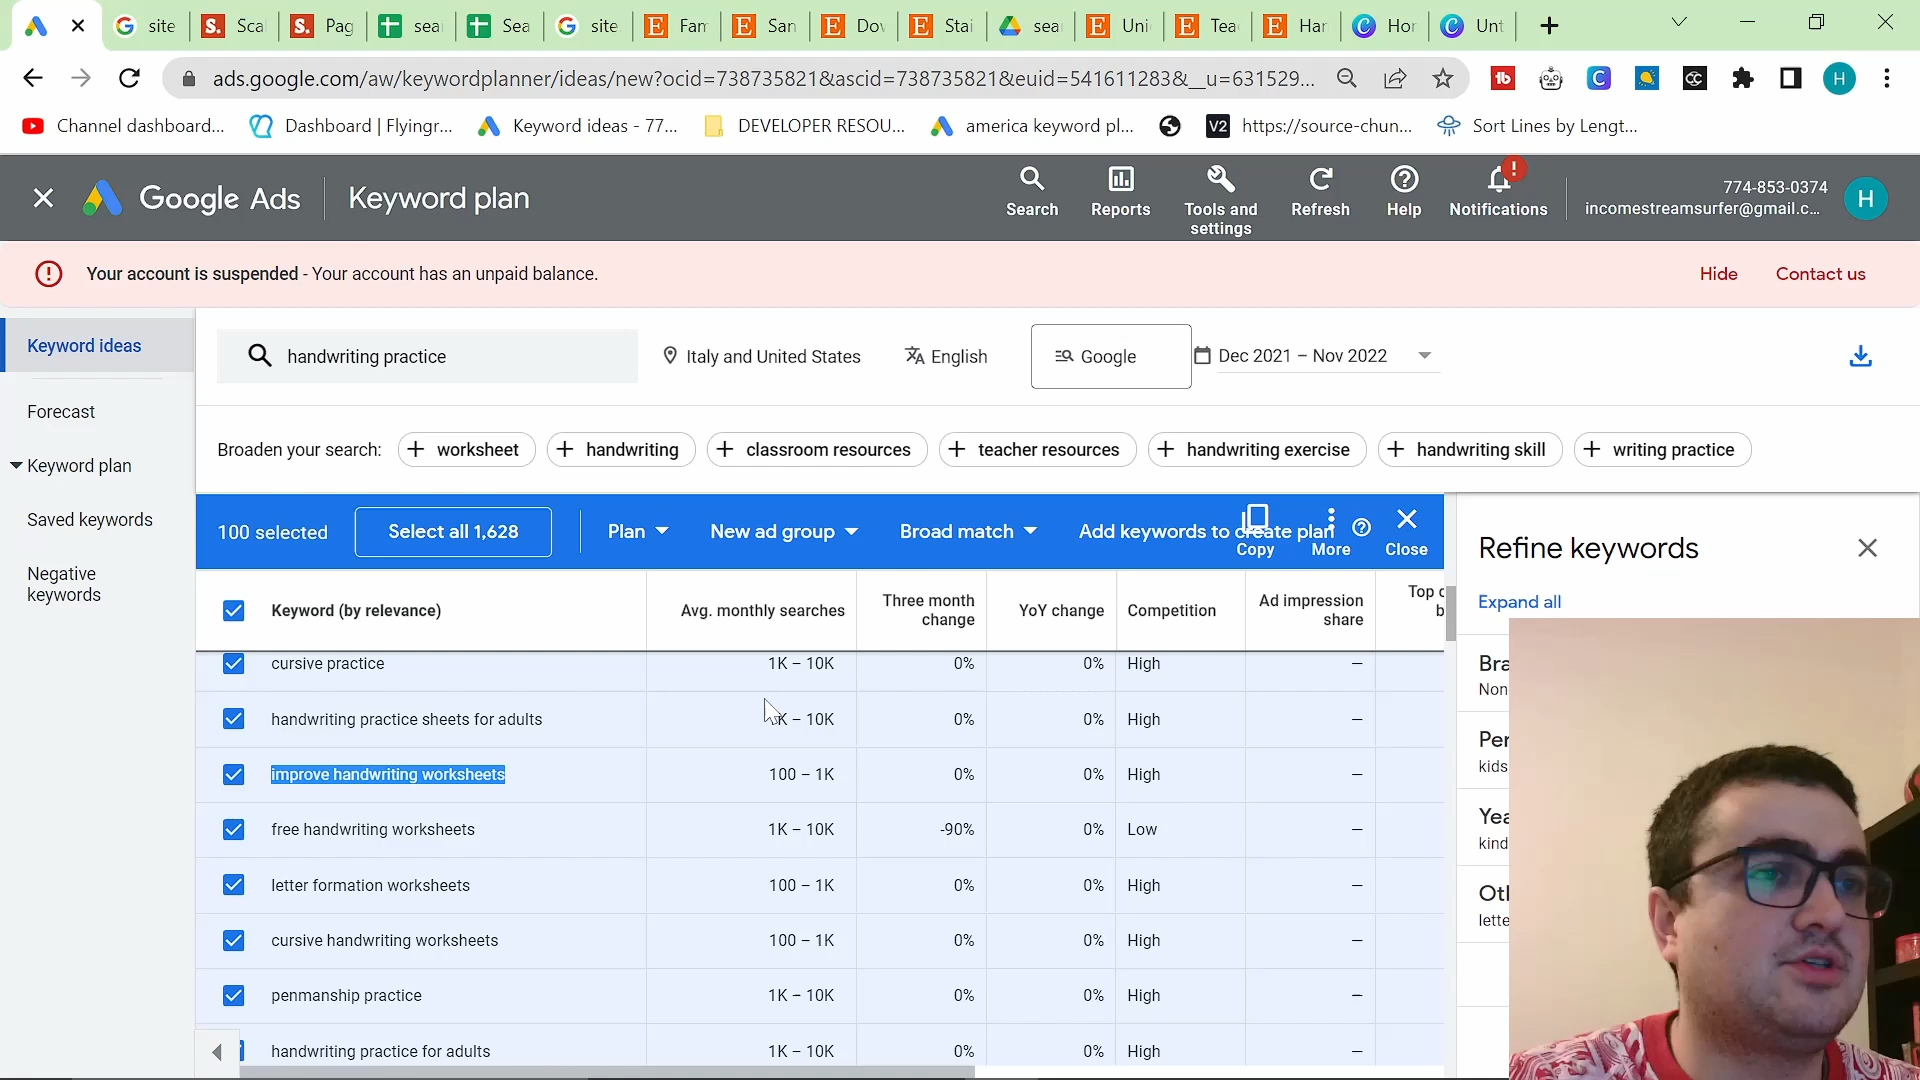 site
Sca
Pag
sea
Sea
site
Fam
San
Dov
Stai
sea
Uni
Tea
Har
Hor
Unt
ads.google.com/aw/keywordplanner/ideas/new?ocid=738735821&ascid=738735821&euid=541611283&__u=631529...
H
Channel dashboard...
Dashboard | Flyingr...
Keyword ideas - 77...
DEVELOPER RESOU...
america keyword pl...
V2
https://source-chun...
Sort Lines by Lengt...
Google Ads
Keyword plan
Search
Reports
Tools and
settings
Refresh
Help
Notifications
774-853-0374
incomestreamsurfer@gmail.c...
H
Your account is suspended - Your account has an unpaid balance.
Hide
Contact us
Keyword ideas
Forecast
Keyword plan
Saved keywords
Negative
keywords
handwriting practice
Italy and United States
English
Google
Dec 2021 – Nov 2022
Broaden your search:
worksheet
handwriting
classroom resources
teacher resources
handwriting exercise
handwriting skill
writing practice
100 selected
Select all 1,628
Plan
New ad group
Broad match
Add keywords to create plan
Copy
More
Close
Keyword (by relevance)
Avg. monthly searches
Three month
change
YoY change
Competition
Ad impression
share
Top o
b
cursive practice 1K – 10K 0% 0% High –
handwriting practice sheets for adults K – 10K 0% 0% High –
improve handwriting worksheets 100 – 1K 0% 0% High –
free handwriting worksheets 1K – 10K -90% 0% Low –
letter formation worksheets 100 – 1K 0% 0% High –
cursive handwriting worksheets 100 – 1K 0% 0% High –
penmanship practice 1K – 10K 0% 0% High –
handwriting practice for adults 1K – 10K 0% 0% High –
Refine keywords
Expand all
Bra
Non
Per
kids
Yea
kind
Oth
lette